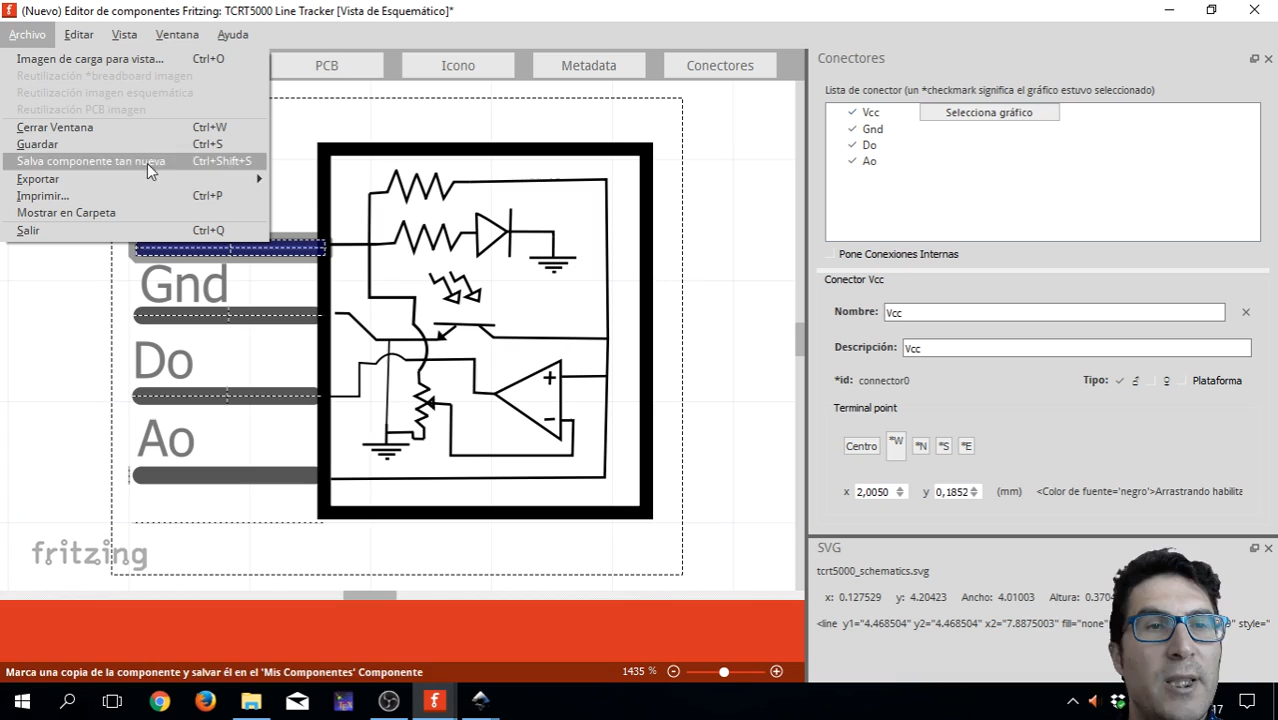 (Nuevo) Editor de componentes Fritzing: TCRT5000 Line Tracker [Vista de Esquemático]*
Archivo Editar Vista Ventana Ayuda
PCB Icono Metadata Conectores
Imagen de carga para vista... Ctrl+O
Reutilización *breadboard imagen
Reutilización imagen esquemática
Reutilización PCB imagen
Cerrar Ventana Ctrl+W
Guardar Ctrl+S
Salva componente tan nueva Ctrl+Shift+S
Exportar
Imprimir... Ctrl+P
Mostrar en Carpeta
Salir Ctrl+Q
Gnd
Do
Ao
+
−
fritzing
Conectores
Lista de conector (un *checkmark significa el gráfico estuvo seleccionado)
Vcc Selecciona gráfico
Gnd
Do
Ao
Pone Conexiones Internas
Conector Vcc
Nombre: Vcc
Descripción: Vcc
*id: connector0 Tipo: Plataforma
Terminal point
Centro *W *N *S *E
x 2,0050 y 0,1852 (mm) <Color de fuente='negro'>Arrastrando habilita
SVG
tcrt5000_schematics.svg
x: 0.127529 y: 4.20423 Ancho: 4.01003 Altura: 0.370
<line y1="4.468504" y2="4.468504" x2="7.8875003" fill="none" style="
Marca una copia de la componente y salvar él en el 'Mis Componentes' Componente 1435 %
17